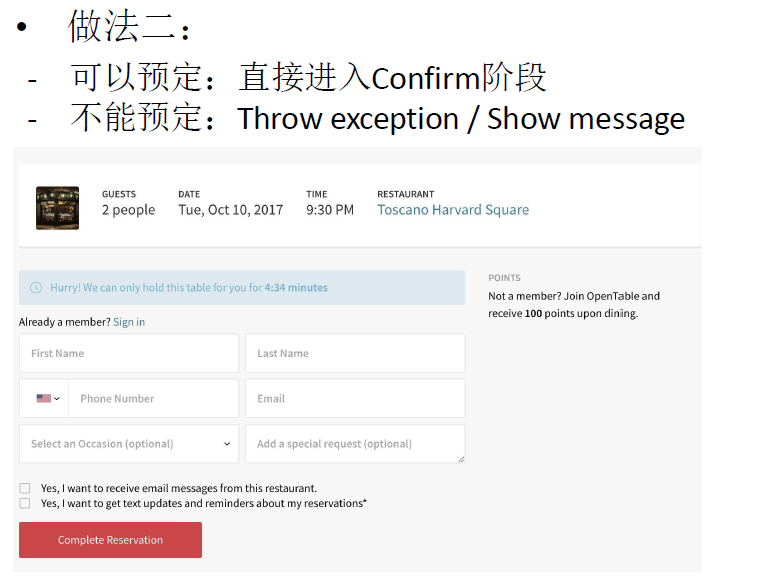 • 做法二：
- 可以预定：直接进入Confirm阶段
- 不能预定：Throw exception / Show message
GUESTS DATE TIME RESTAURANT
2 people Tue, Oct 10, 2017 9:30 PM Toscano Harvard Square
Hurry! We can only hold this table for you for 4:34 minutes
POINTS
Not a member? Join OpenTable and
receive 100 points upon dining.
Already a member? Sign in
First Name Last Name
Phone Number Email
Select an Occasion (optional) Add a special request (optional)
Yes, I want to receive email messages from this restaurant.
Yes, I want to get text updates and reminders about my reservations*
Complete Reservation